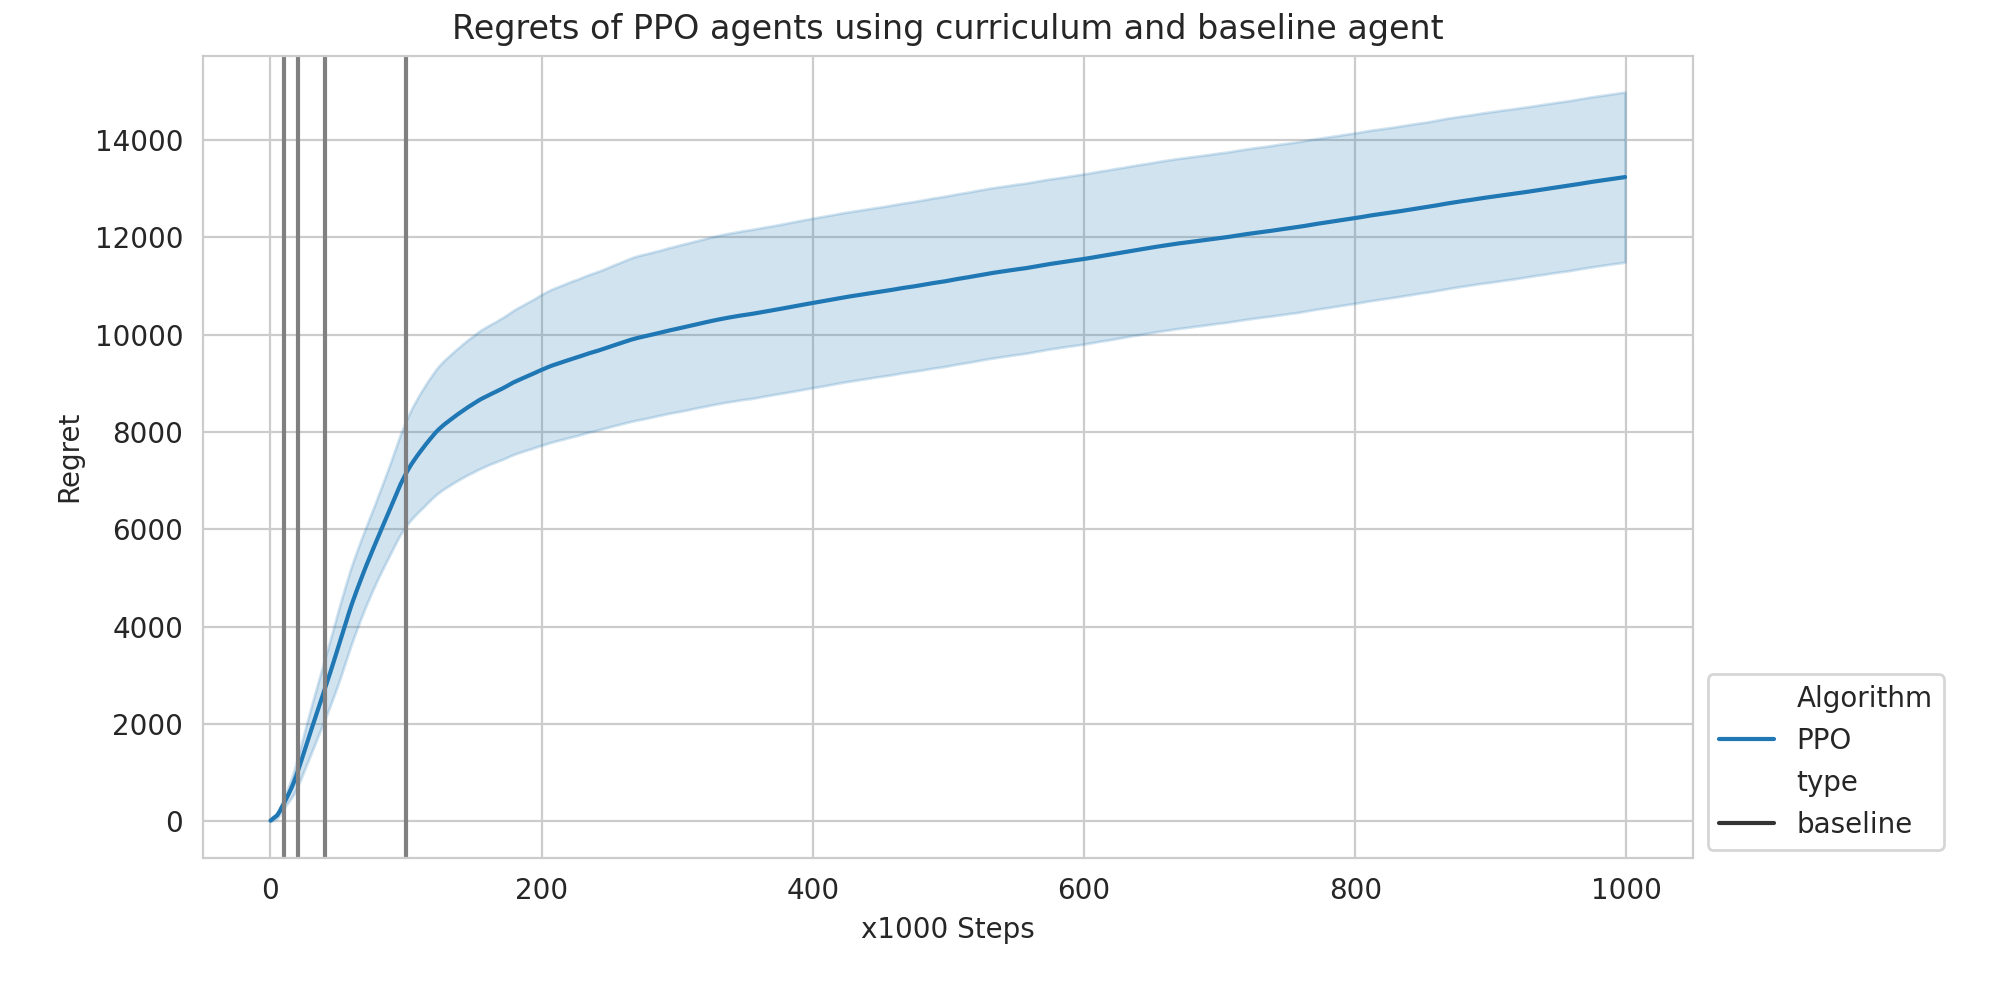 Regrets of PPO agents using curriculum and baseline agent
14000
12000
10000
8000
6000
4000
2000
0
Regret
0 200 400 600 800 1000
x1000 Steps
Algorithm
PPO
type
baseline